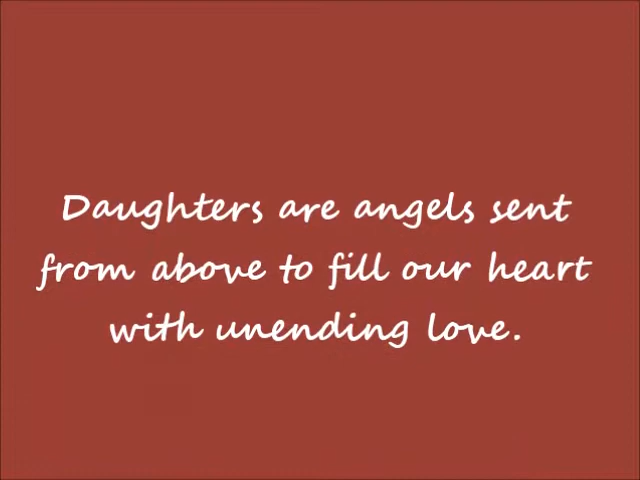 Daughters are angels sent
from above to fill our heart
with unending love.